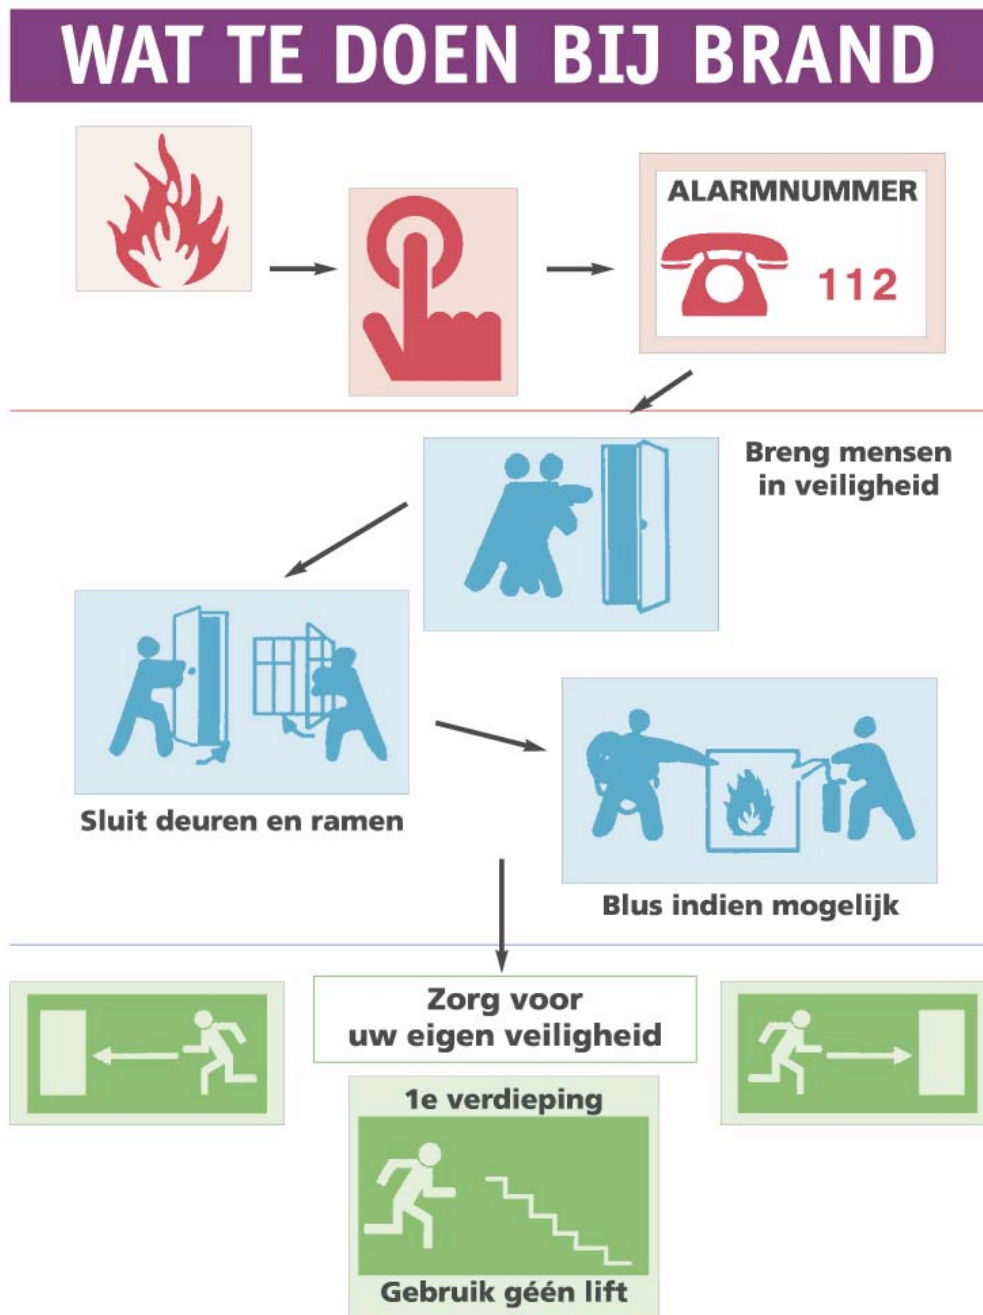 WAT TE DOEN BIJ BRAND
ALARMNUMMER
112
Breng mensen
in veiligheid
Sluit deuren en ramen
Blus indien mogelijk
Zorg voor
uw eigen veiligheid
1e verdieping
Gebruik géén lift